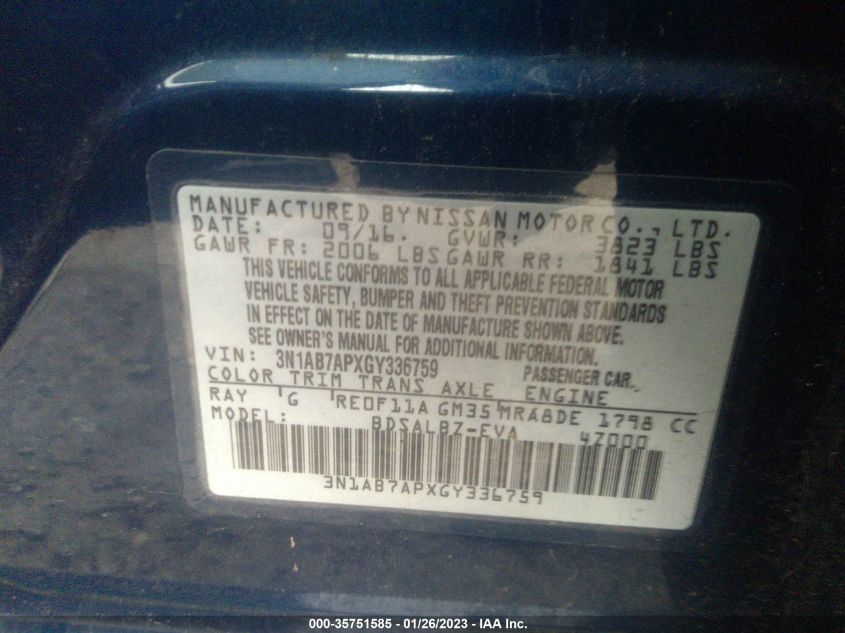 MANUFACTURED BY NISSAN MOTOR CO., LTD.
DATE: 09/16. GVWR: 3823 LBS
GAWR FR: 2006 LBS GAWR RR: 1841 LBS
THIS VEHICLE CONFORMS TO ALL APPLICABLE FEDERAL MOTOR
VEHICLE SAFETY, BUMPER AND THEFT PREVENTION STANDARDS
IN EFFECT ON THE DATE OF MANUFACTURE SHOWN ABOVE.
SEE OWNER'S MANUAL FOR ADDITIONAL INFORMATION.
VIN: 3N1AB7APXGY336759 PASSENGER CAR.
COLOR TRIM TRANS AXLE ENGINE
RAY G RE0F11A GM35 MRA8DE 1798 CC
MODEL: BDSALBZ-EVA 4Z000
3N1AB7APXGY336759
000-35751585 - 01/26/2023 - IAA Inc.